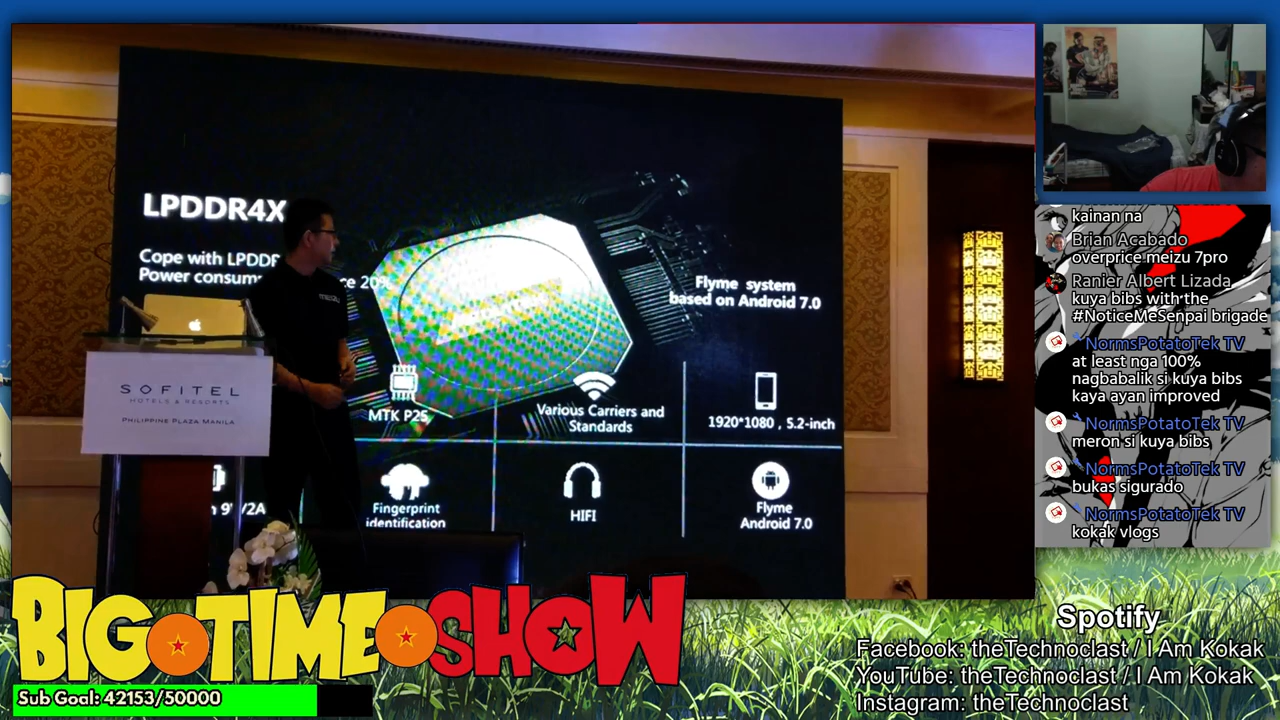 LPDDR4X
Cope with LPDDR
Power consum
ce 20%
Flyme system
based on Android 7.0
MTK P25
Various Carriers and
Standards
1920*1080 , 5.2-inch
9V/2A
Fingerprint
identification
HIFI
Flyme
Android 7.0
SOFITEL
HOTELS & RESORTS
PHILIPPINE PLAZA MANILA
kainan na
Brian Acabado
overprice meizu 7pro
Ranier Albert Lizada
kuya bibs with the
#NoticeMeSenpai brigade
NormsPotatoTek TV
at least nga 100%
nagbabalik si kuya bibs
kaya ayan improved
NormsPotatoTek TV
meron si kuya bibs
NormsPotatoTek TV
bukas sigurado
NormsPotatoTek TV
kokak vlogs
BIG TIME SHOW
Sub Goal: 42153/50000
Spotify
Facebook: theTechnoclast / I Am Kokak
YouTube: theTechnoclast / I Am Kokak
Instagram: theTechnoclast